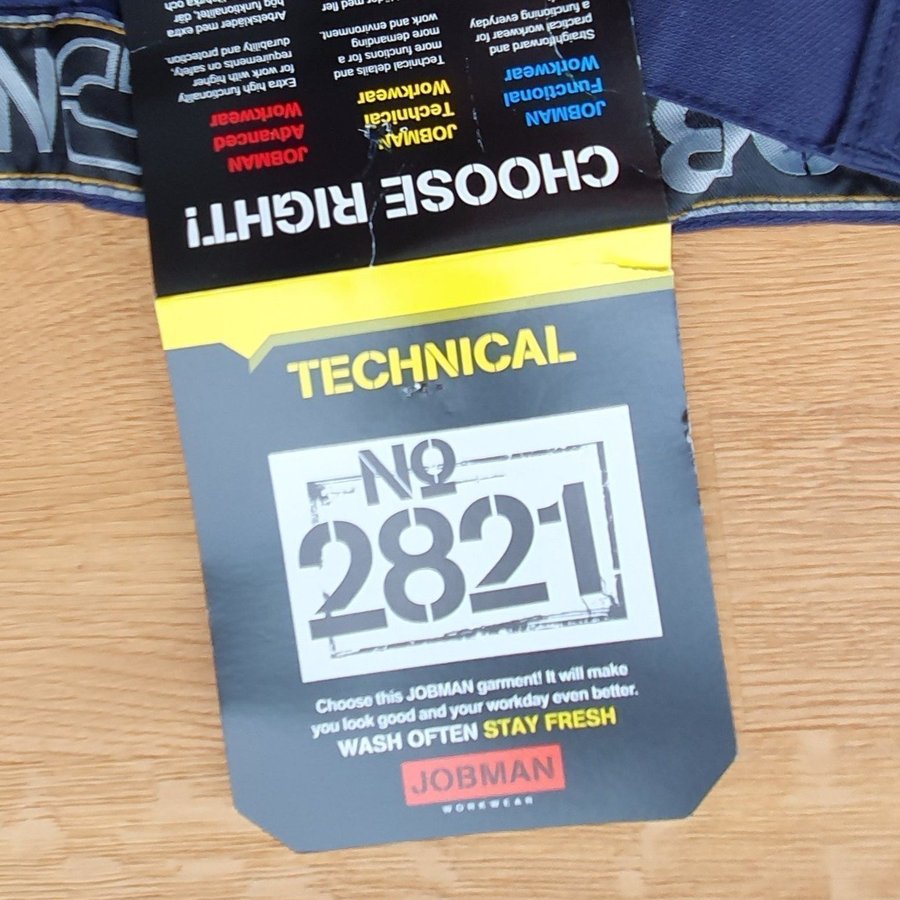 CHOOSE RIGHT!
JOBMAN
Functional
Workwear
Straightforward and
practical workwear for
a functioning everyday
JOBMAN
Technical
Workwear
Technical details and
more functions for a
more demanding
work and environment.
JOBMAN
Advanced
Workwear
Extra high functionality
for work with higher
requirements on safety,
durability and protection.
Arbetskläder med extra
TECHNICAL
No
2821
Choose this JOBMAN garment! It will make
you look good and your workday even better.
WASH OFTEN STAY FRESH
JOBMAN
WORKWEAR